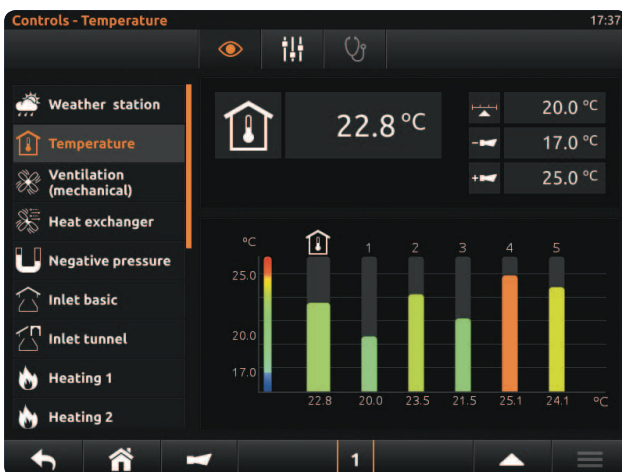 Controls - Temperature
17:37
Weather station
Temperature
Ventilation
(mechanical)
Heat exchanger
Negative pressure
Inlet basic
Inlet tunnel
Heating 1
Heating 2
22.8 °C
20.0 °C
- 17.0 °C
+ 25.0 °C
°C 1 2 3 4 5
25.0
20.0
17.0
22.8 20.0 23.5 21.5 25.1 24.1 °C
1